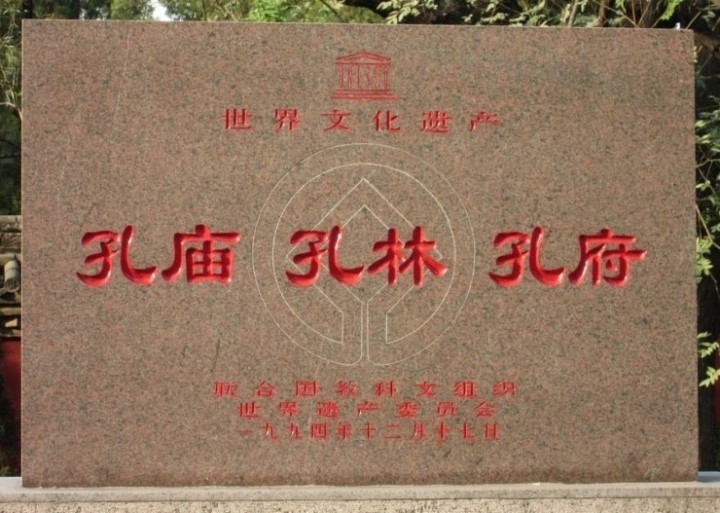 世界文化遗产
孔庙 孔林 孔府
联合国教科文组织
世界遗产委员会
一九九四年十二月十七日